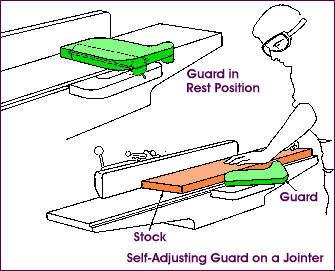 Guard in
Rest Position
Guard
Stock
Self-Adjusting Guard on a Jointer